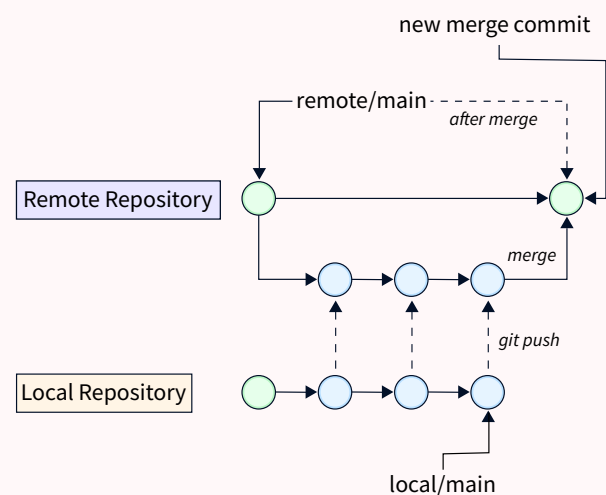 new merge commit
remote/main
after merge
Remote Repository
merge
git push
Local Repository
local/main